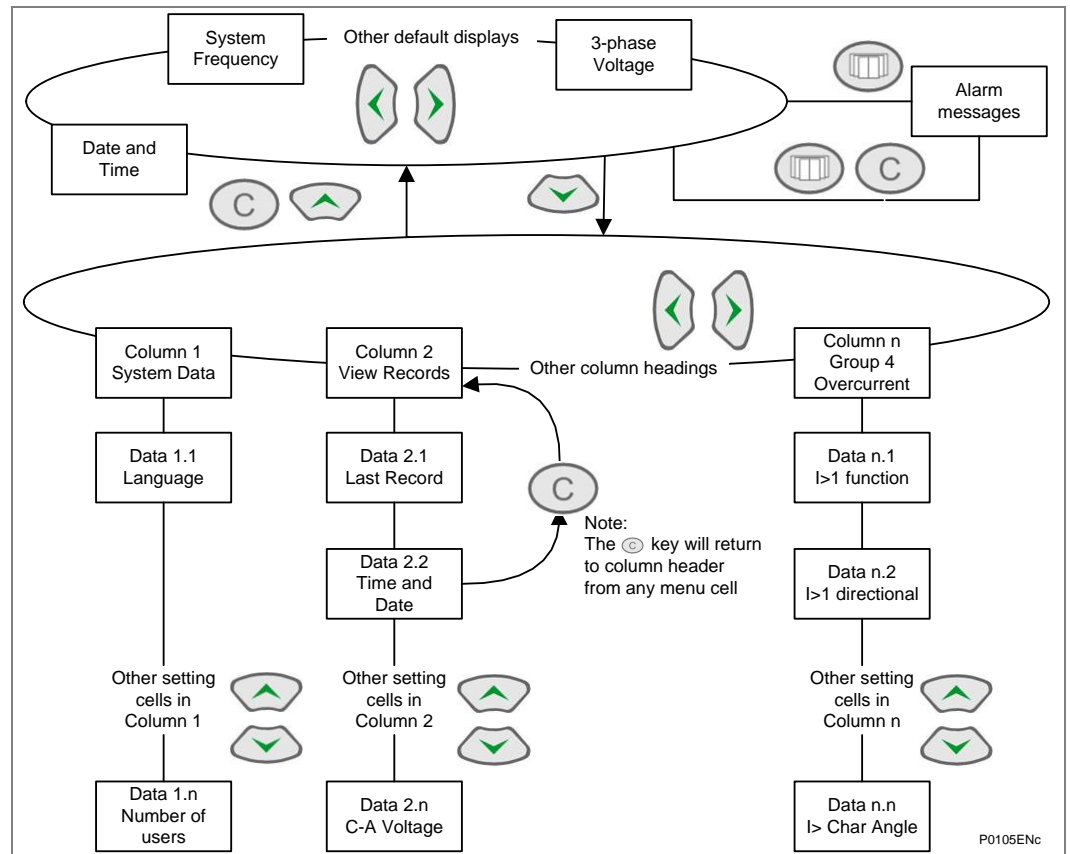 System
Frequency
Other default displays
3-phase
Voltage
Alarm
messages
Date and
Time
C
C
Column 1
System Data
Column 2
View Records
Other column headings
Column n
Group 4
Overcurrent
Data 1.1
Language
Data 2.1
Last Record
Data n.1
I>1 function
C
Note:
The C key will return
to column header
from any menu cell
Data 2.2
Time and
Date
Data n.2
I>1 directional
Other setting
cells in
Column 1
Other setting
cells in
Column 2
Other setting
cells in
Column n
Data 1.n
Number of
users
Data 2.n
C-A Voltage
Data n.n
I> Char Angle
P0105ENc